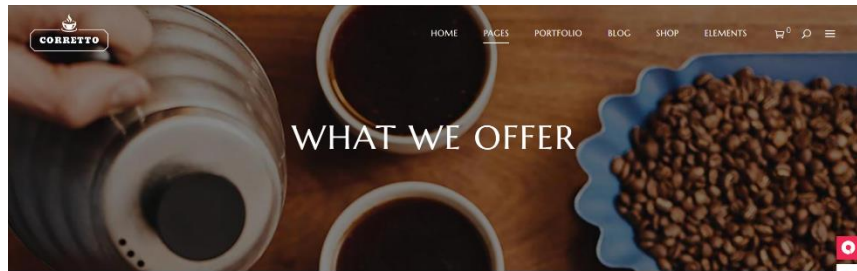 CORRETTO
HOME PAGES PORTFOLIO BLOG SHOP ELEMENTS 0
WHAT WE OFFER